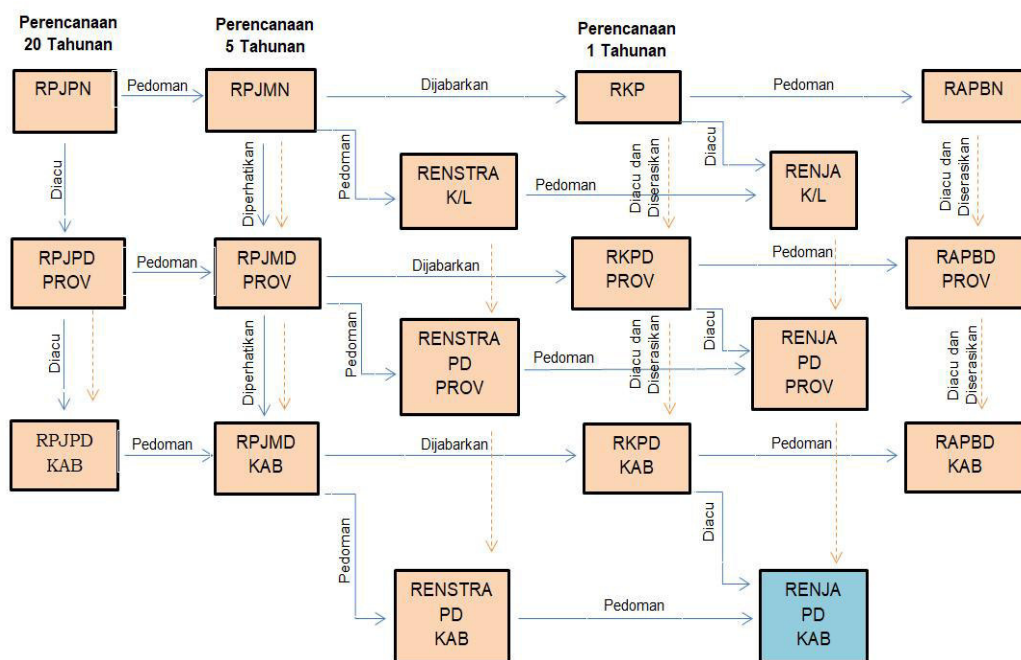 Perencanaan
20 Tahunan
Perencanaan
5 Tahunan
Perencanaan
1 Tahunan
RPJPN
Pedoman
RPJMN
Dijabarkan
RKP
Pedoman
RAPBN
Diacu
Diperhatikan
Pedoman
RENSTRA
K/L
Pedoman
Diacu dan
Diserasikan
Diacu
RENJA
K/L
Diacu dan
Diserasikan
RPJPD
PROV
Pedoman
RPJMD
PROV
Dijabarkan
RKPD
PROV
Pedoman
RAPBD
PROV
Diacu
Diperhatikan
Pedoman
RENSTRA
PD
PROV
Pedoman
Diacu dan
Diserasikan
Diacu
RENJA
PD
PROV
Diacu dan
Diserasikan
RPJPD
KAB
Pedoman
RPJMD
KAB
Dijabarkan
RKPD
KAB
Pedoman
RAPBD
KAB
Pedoman
Diacu
RENSTRA
PD
KAB
Pedoman
RENJA
PD
KAB